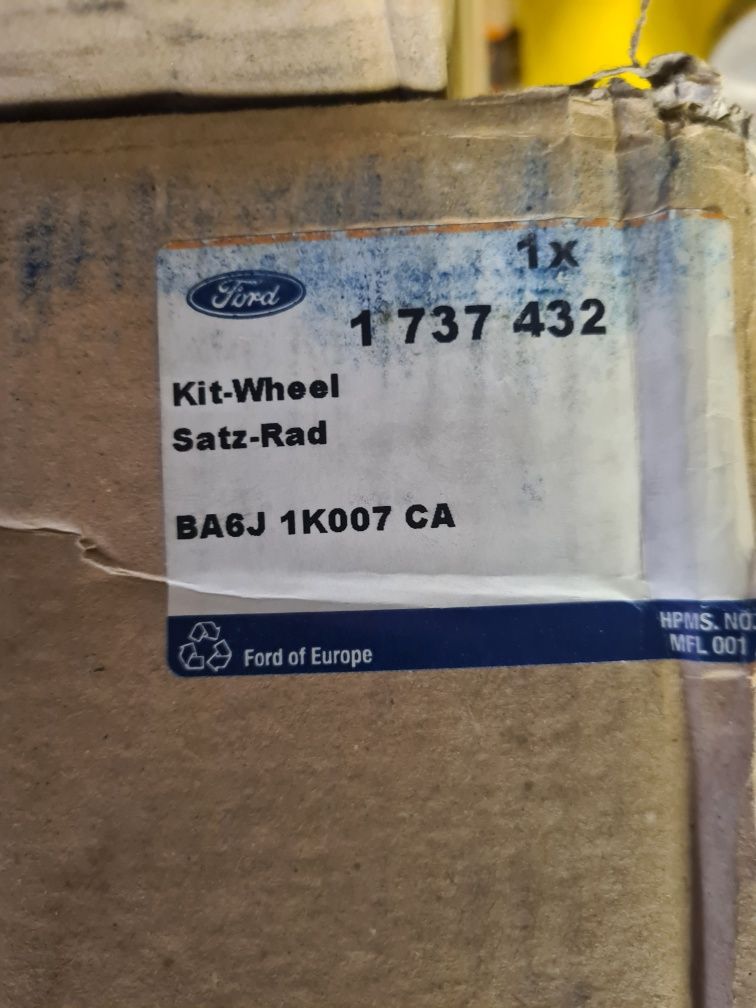 1x
Ford
1 737 432
Kit-Wheel
Satz-Rad
BA6J 1K007 CA
Ford of Europe
HPMS. NO.
MFL 001